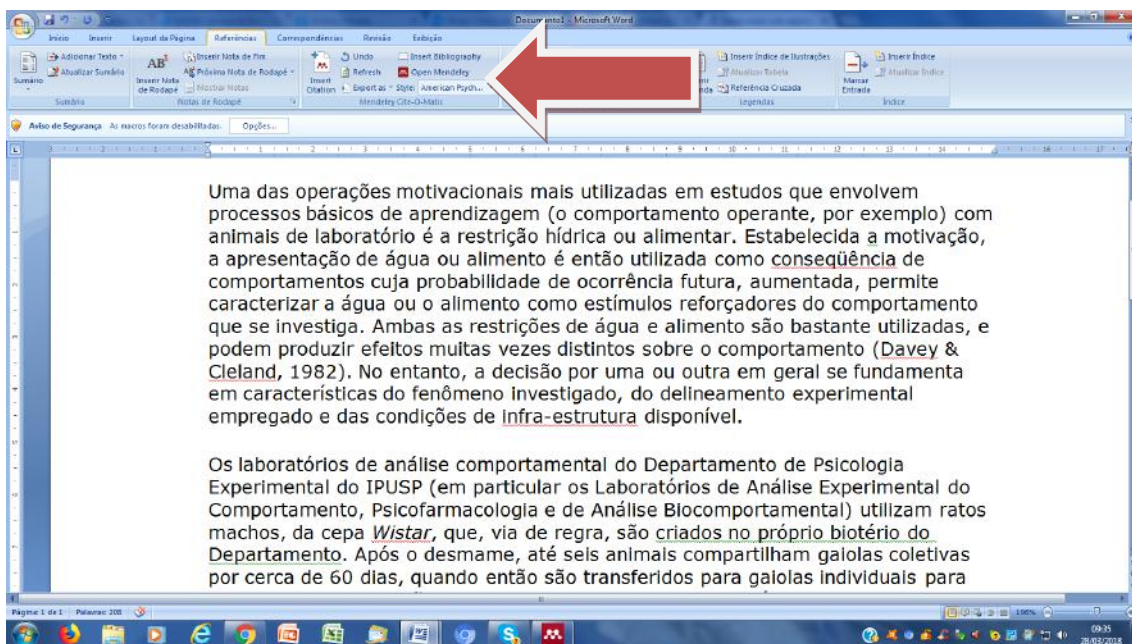 Documento1 - Microsoft Word
Início Inserir Layout da Página Referências Correspondências Revisão Exibição
Adicionar Texto
Atualizar Sumário
Sumário
Sumário
AB¹
Inserir Nota de Rodapé
Inserir Nota de Fim
Próxima Nota de Rodapé
Mostrar Notas
Notas de Rodapé
Insert Citation
Undo
Refresh
Export as
Insert Bibliography
Open Mendeley
Style: American Psych...
Mendeley Cite-O-Matic
Inserir Índice de Ilustrações
Atualizar Tabela
Referência Cruzada
Legendas
Marcar Entrada
Inserir Índice
Atualizar Índice
Índice
Aviso de Segurança As macros foram desabilitadas. Opções...
Uma das operações motivacionais mais utilizadas em estudos que envolvem
processos básicos de aprendizagem (o comportamento operante, por exemplo) com
animais de laboratório é a restrição hídrica ou alimentar. Estabelecida a motivação,
a apresentação de água ou alimento é então utilizada como conseqüência de
comportamentos cuja probabilidade de ocorrência futura, aumentada, permite
caracterizar a água ou o alimento como estímulos reforçadores do comportamento
que se investiga. Ambas as restrições de água e alimento são bastante utilizadas, e
podem produzir efeitos muitas vezes distintos sobre o comportamento (Davey &
Cleland, 1982). No entanto, a decisão por uma ou outra em geral se fundamenta
em características do fenômeno investigado, do delineamento experimental
empregado e das condições de infra-estrutura disponível.
Os laboratórios de análise comportamental do Departamento de Psicologia
Experimental do IPUSP (em particular os Laboratórios de Análise Experimental do
Comportamento, Psicofarmacologia e de Análise Biocomportamental) utilizam ratos
machos, da cepa Wistar, que, via de regra, são criados no próprio biotério do
Departamento. Após o desmame, até seis animais compartilham gaiolas coletivas
por cerca de 60 dias, quando então são transferidos para gaiolas individuais para
Página: 1 de 1 Palavras: 208
196%
09:35
28/03/2018